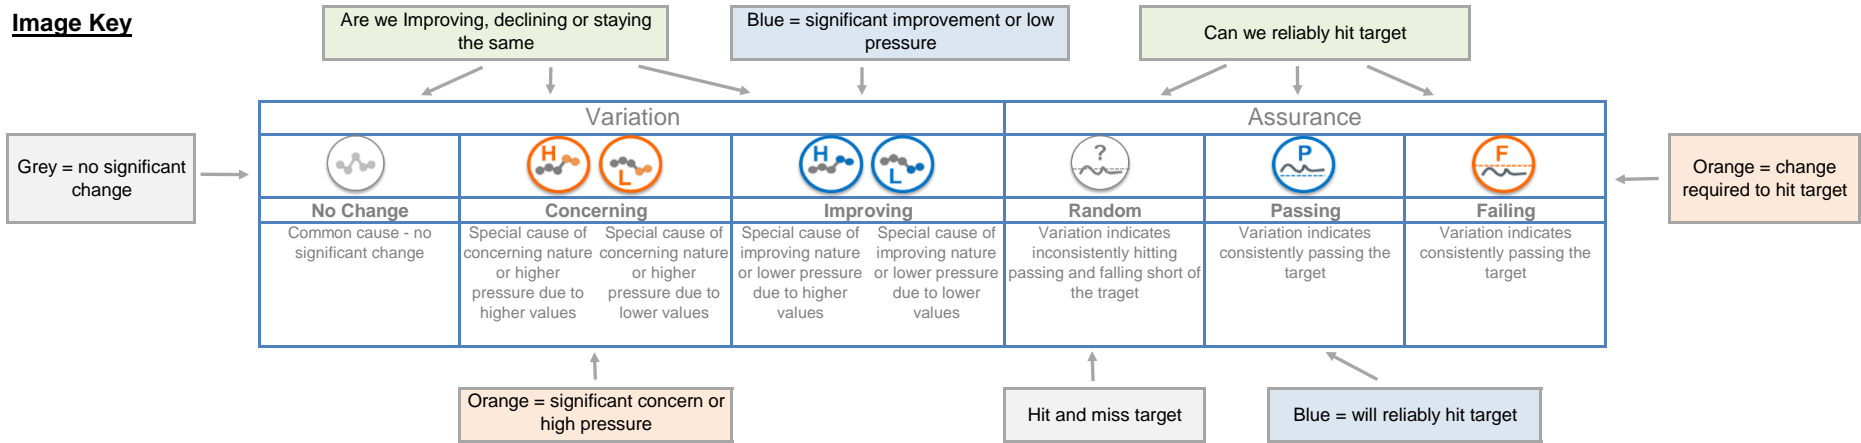 Image Key
Are we Improving, declining or staying
the same
Blue = significant improvement or low
pressure
Can we reliably hit target
Grey = no significant
change
Orange = change
required to hit target
Variation
Assurance
H
L
H
L
?
P
F
No Change
Concerning
Improving
Random
Passing
Failing
Common cause - no
significant change
Special cause of
concerning nature
or higher
pressure due to
higher values
Special cause of
concerning nature
or higher
pressure due to
lower values
Special cause of
improving nature
or lower pressure
due to higher
values
Special cause of
improving nature
or lower pressure
due to lower
values
Variation indicates
inconsistently hitting
passing and falling short of
the traget
Variation indicates
consistently passing the
target
Variation indicates
consistently passing the
target
Orange = significant concern or
high pressure
Hit and miss target
Blue = will reliably hit target